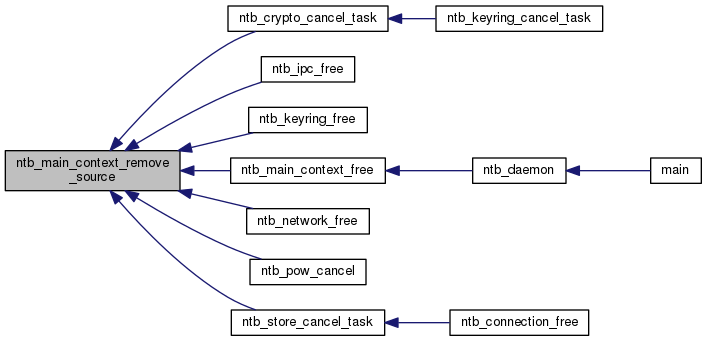 ntb_crypto_cancel_task
ntb_keyring_cancel_task
ntb_ipc_free
ntb_keyring_free
ntb_main_context_remove
_source
ntb_main_context_free
ntb_daemon
main
ntb_network_free
ntb_pow_cancel
ntb_store_cancel_task
ntb_connection_free